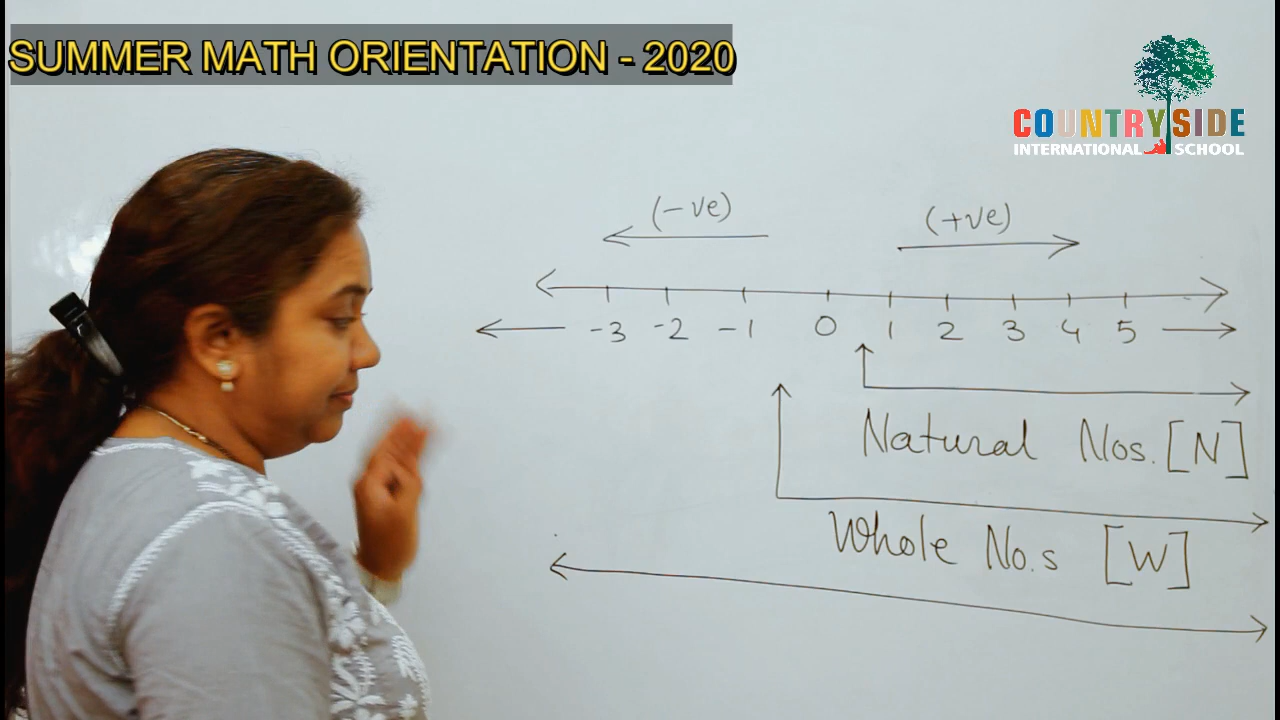 SUMMER MATH ORIENTATION - 2020
COUNTRYSIDE
INTERNATIONAL SCHOOL
(-ve) (+ve)
-3 -2 -1 0 1 2 3 4 5
Natural Nos. [N]
Whole No.s [W]